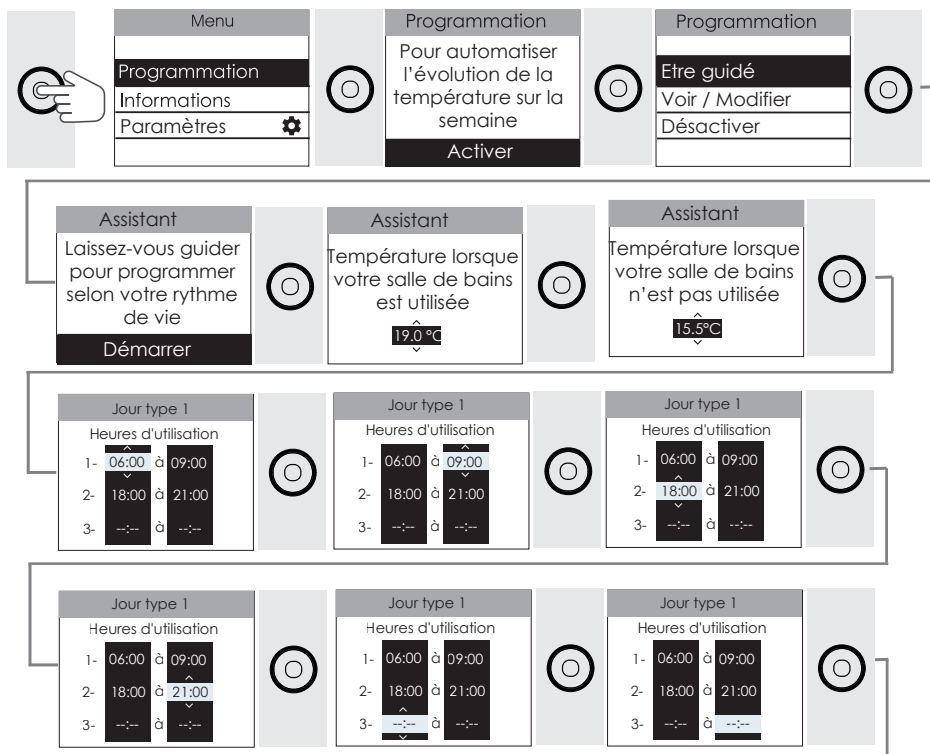 Menu
Programmation
Informations
Paramètres
Programmation
Pour automatiser
l'évolution de la
température sur la
semaine
Activer
Programmation
Etre guidé
Voir / Modifier
Désactiver
Assistant
Laissez-vous guider
pour programmer
selon votre rythme
de vie
Démarrer
Assistant
Température lorsque
votre salle de bains
est utilisée
19.0 °C
Assistant
Température lorsque
votre salle de bains
n'est pas utilisée
15.5°C
Jour type 1
Heures d'utilisation
1- 06:00 à 09:00
2- 18:00 à 21:00
3- --:-- à --:--
Jour type 1
Heures d'utilisation
1- 06:00 à 09:00
2- 18:00 à 21:00
3- --:-- à --:--
Jour type 1
Heures d'utilisation
1- 06:00 à 09:00
2- 18:00 à 21:00
3- --:-- à --:--
Jour type 1
Heures d'utilisation
1- 06:00 à 09:00
2- 18:00 à 21:00
3- --:-- à --:--
Jour type 1
Heures d'utilisation
1- 06:00 à 09:00
2- 18:00 à 21:00
3- --:-- à --:--
Jour type 1
Heures d'utilisation
1- 06:00 à 09:00
2- 18:00 à 21:00
3- --:-- à --:--